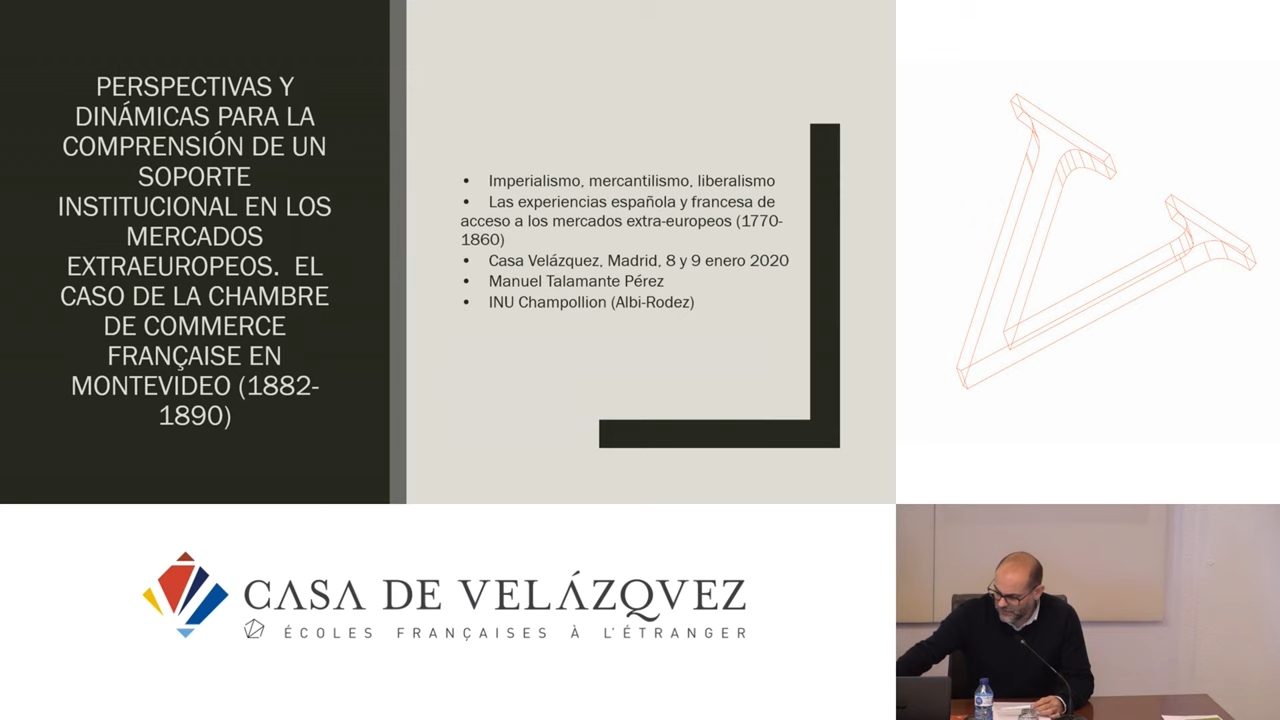 PERSPECTIVAS Y
DINÁMICAS PARA LA
COMPRENSIÓN DE UN
SOPORTE
INSTITUCIONAL EN LOS
MERCADOS
EXTRAEUROPEOS. EL
CASO DE LA CHAMBRE
DE COMMERCE
FRANÇAISE EN
MONTEVIDEO (1882-
1890)
• Imperialismo, mercantilismo, liberalismo
• Las experiencias española y francesa de
acceso a los mercados extra-europeos (1770-
1860)
• Casa Velázquez, Madrid, 8 y 9 enero 2020
• Manuel Talamante Pérez
• INU Champollion (Albi-Rodez)
CASA DE VELÁZQVEZ
ÉCOLES FRANÇAISES À L'ÉTRANGER